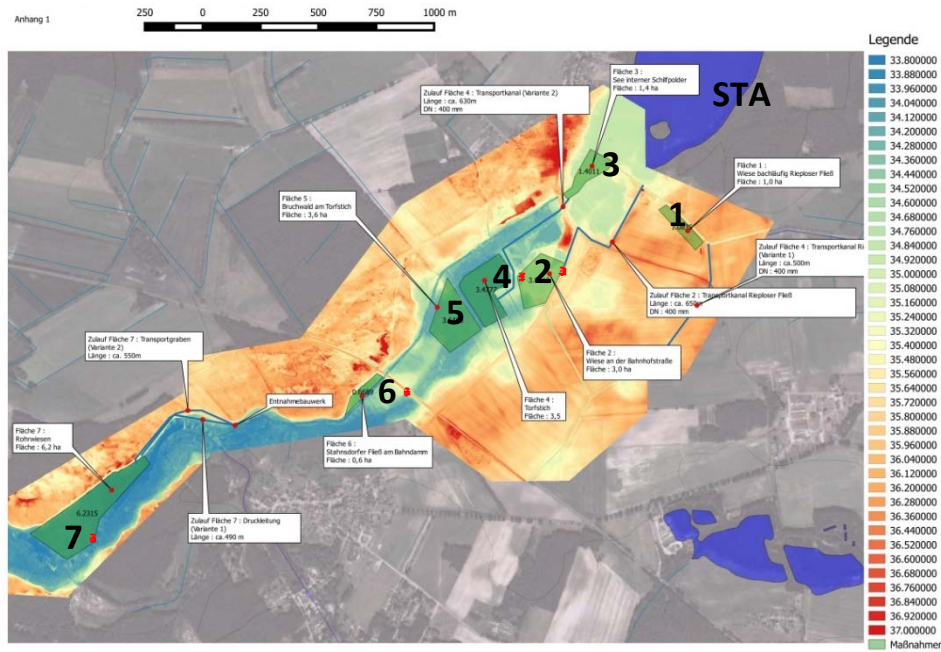 Anhang 1
250 0 250 500 750 1000 m
Legende
33.800000
33.880000
33.960000
34.040000
34.120000
34.200000
34.280000
34.360000
34.440000
34.520000
34.600000
34.680000
34.760000
34.840000
34.920000
35.000000
35.080000
35.160000
35.240000
35.320000
35.400000
35.480000
35.560000
35.640000
35.720000
35.800000
35.880000
35.960000
36.040000
36.120000
36.200000
36.280000
36.360000
36.440000
36.520000
36.600000
36.680000
36.760000
36.840000
36.920000
37.000000
Maßnahmen
STA
Fläche 3 :
See interner Schilfpolder
Fläche : 1,4 ha
Zulauf Fläche 4 : Transportkanal (Variante 2)
Länge : ca. 630m
DN : 400 mm
3
1.4011
Fläche 1 :
Wiese bachläufig Rieploser Fließ
Fläche : 1,0 ha
1
Fläche 5 :
Bruchwald am Torfstich
Fläche : 3,6 ha
Zulauf Fläche 4 : Transportkanal Ri
(Variante 1)
Länge : ca.500m
DN : 400 mm
4
2
5
Zulauf Fläche 2 : Transportkanal Rieploser Fließ
Länge : ca. 650m
DN : 400 mm
Zulauf Fläche 7 : Transportgraben
(Variante 2)
Länge : ca. 550m
Fläche 2 :
Wiese an der Bahnhofstraße
Fläche : 3,0 ha
6
Entnahmebauwerk
Fläche 4 :
Torfstich
Fläche : 3,5
Fläche 7 :
Rohrwiesen
Fläche : 6,2 ha
Fläche 6 :
Stahnsdorfer Fließ am Bahndamm
Fläche : 0,6 ha
6.2315
7
Zulauf Fläche 7 : Druckleitung
(Variante 1)
Länge : ca.490 m